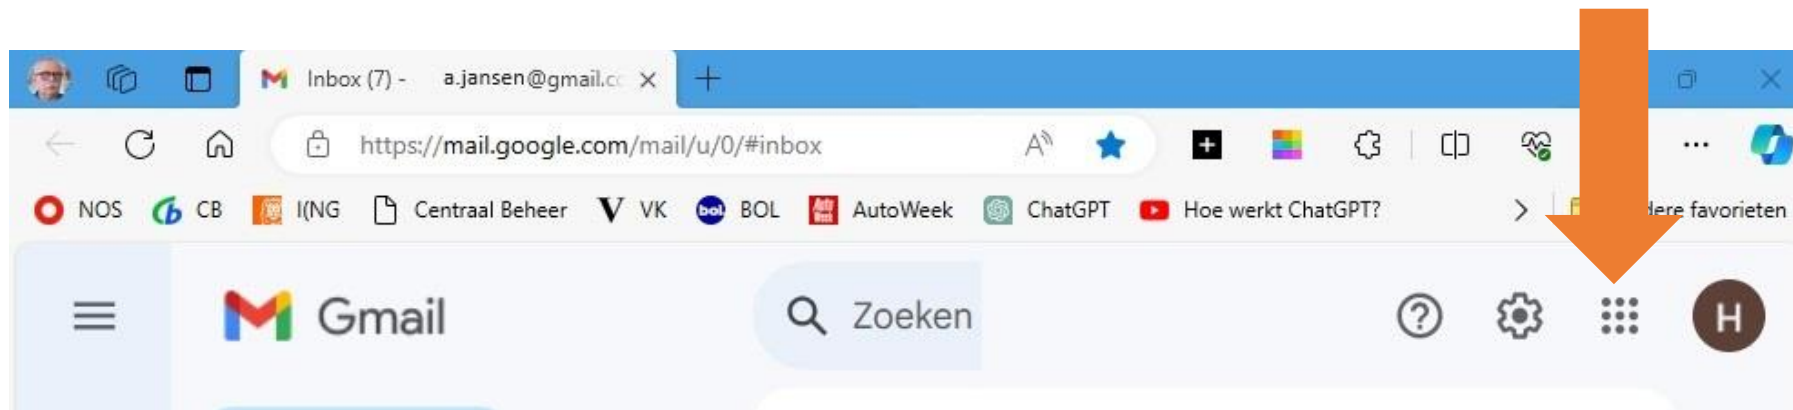 Inbox (7) - a.jansen@gmail.c
https://mail.google.com/mail/u/0/#inbox
NOS CB I(NG Centraal Beheer V VK bol BOL AutoWeek ChatGPT Hoe werkt ChatGPT? dere favorieten
Gmail Zoeken H